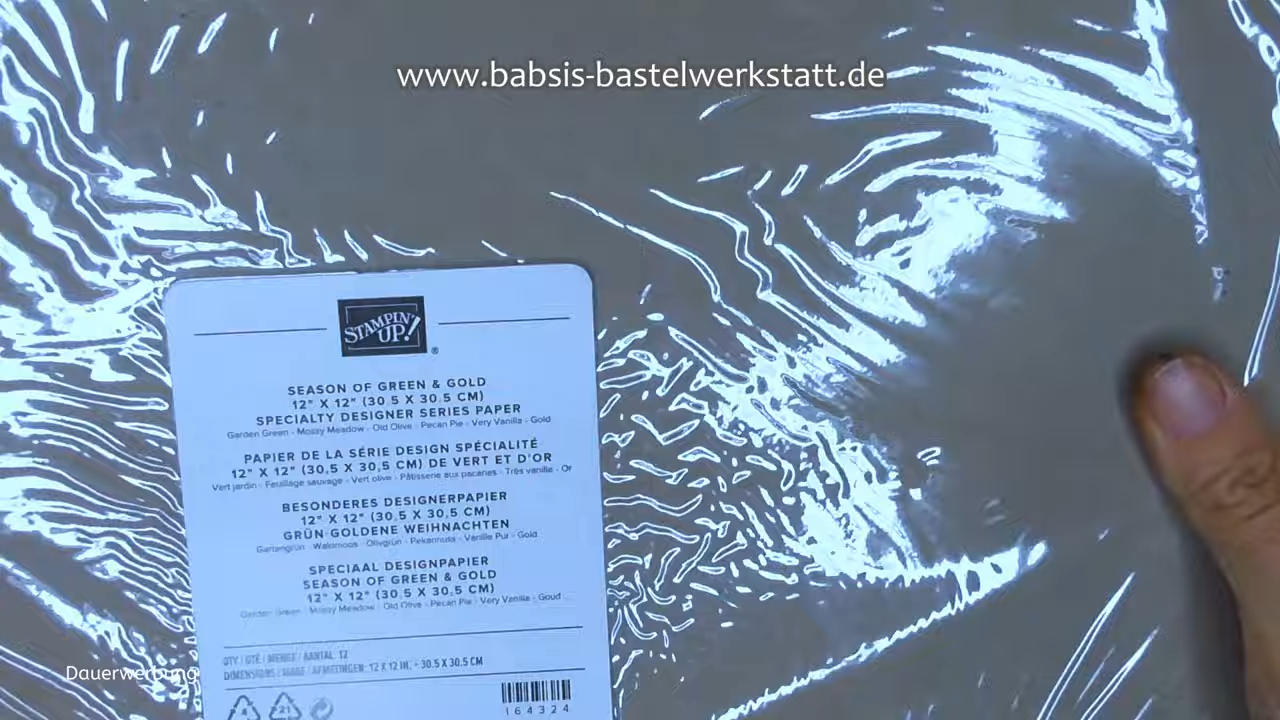 www.babsis-bastelwerkstatt.de
STAMPIN' UP!®
SEASON OF GREEN & GOLD
12" X 12" (30.5 X 30.5 CM)
SPECIALTY DESIGNER SERIES PAPER
Garden Green - Mossy Meadow - Old Olive - Pecan Pie - Very Vanilla - Gold
PAPIER DE LA SÉRIE DESIGN SPÉCIALITÉ
12" X 12" (30,5 X 30,5 CM) DE VERT ET D'OR
Vert jardin - Feuillage sauvage - Vert olive - Pâtisserie aux pacanes - Très vanille - Or
BESONDERES DESIGNERPAPIER
12" X 12" (30,5 X 30,5 CM)
GRÜN-GOLDENE WEIHNACHTEN
Gartengrün - Waldmoos - Olivgrün - Pekannuss - Vanille Pur - Gold
SPECIAAL DESIGNPAPIER
SEASON OF GREEN & GOLD
12" X 12" (30,5 X 30,5 CM)
Garden Green - Mossy Meadow - Old Olive - Pecan Pie - Very Vanilla - Goud
QTY / QTÉ / MENGE / AANTAL: 12
DIMENSIONS / MAßE / AFMETINGEN: 12 X 12 IN. - 30.5 X 30.5 CM
Dauerwerbung
4 21
164324